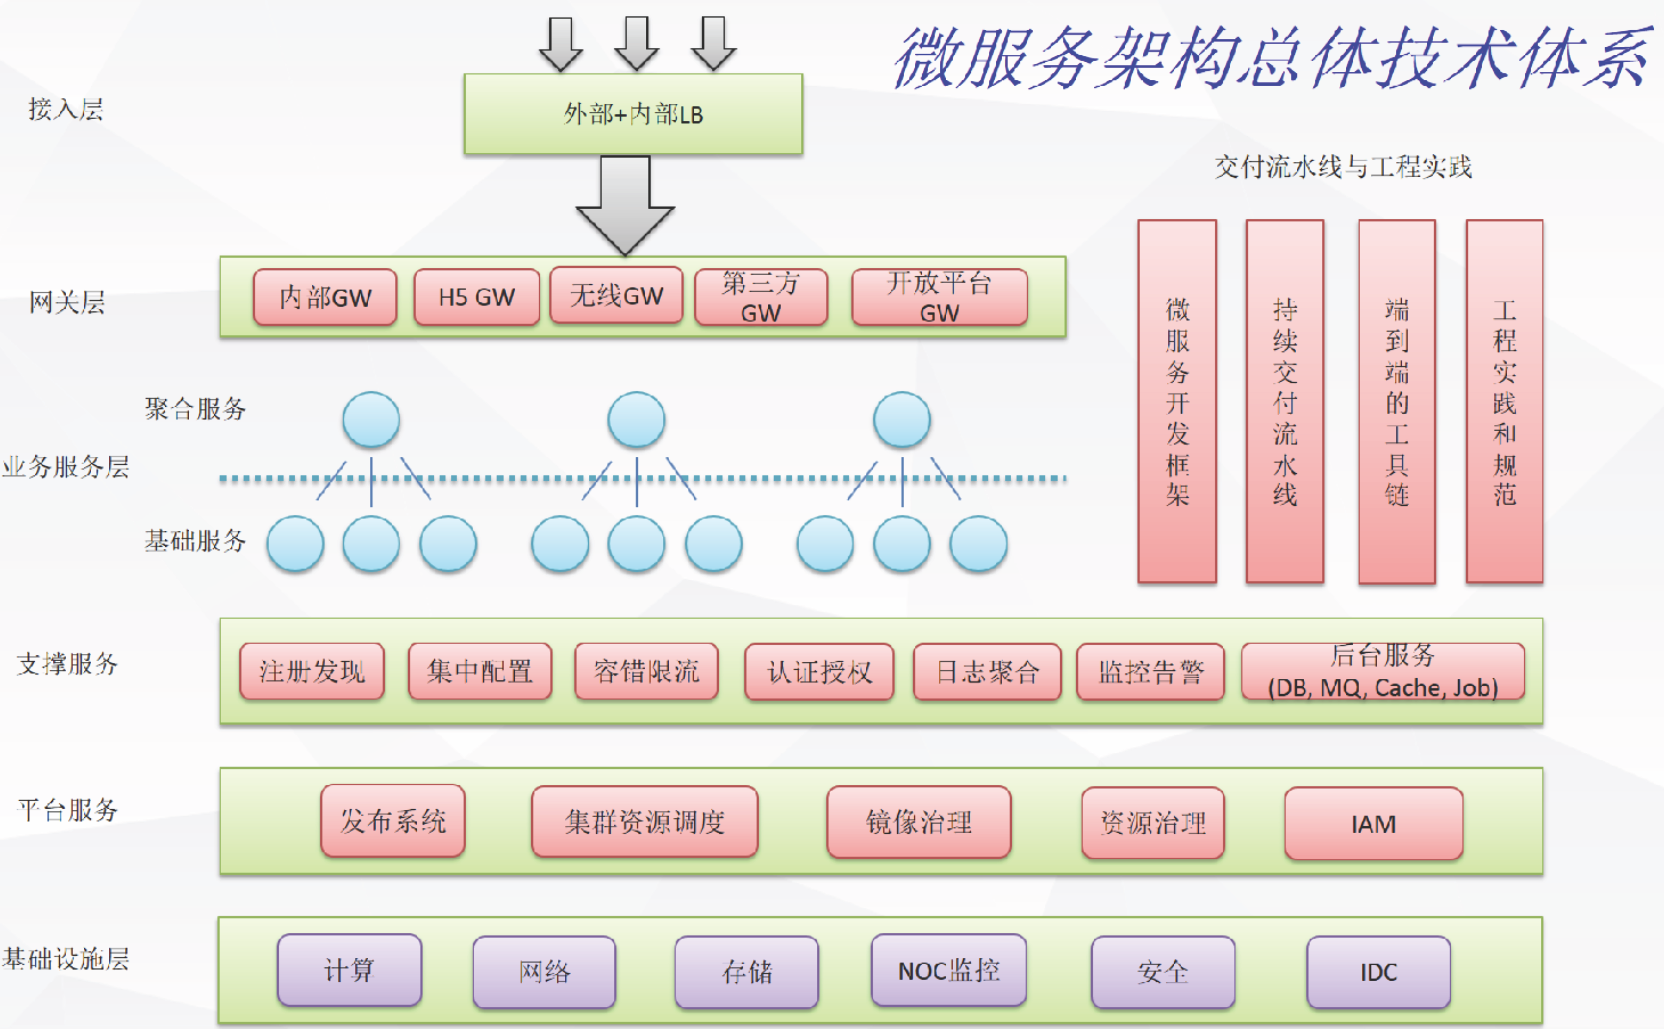 微服务架构总体技术体系
接入层
外部+内部LB
交付流水线与工程实践
微服务开发框架
持续交付流水线
端到端的工具链
工程实践和规范
网关层
内部GW
H5 GW
无线GW
第三方
GW
开放平台
GW
聚合服务
业务服务层
基础服务
支撑服务
注册发现
集中配置
容错限流
认证授权
日志聚合
监控告警
后台服务
(DB, MQ, Cache, Job)
平台服务
发布系统
集群资源调度
镜像治理
资源治理
IAM
基础设施层
计算
网络
存储
NOC监控
安全
IDC